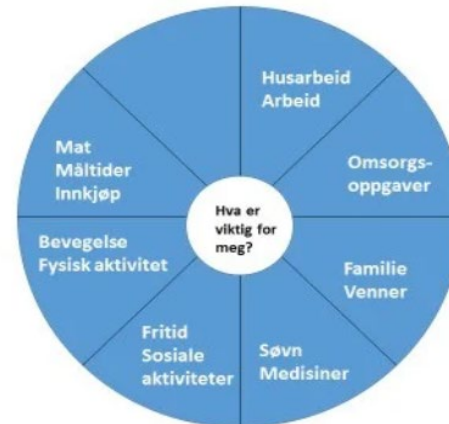 Husarbeid
Arbeid
Omsorgs-
oppgaver
Familie
Venner
Søvn
Medisiner
Fritid
Sosiale
aktiviteter
Bevegelse
Fysisk aktivitet
Mat
Måltider
Innkjøp
Hva er
viktig for
meg?